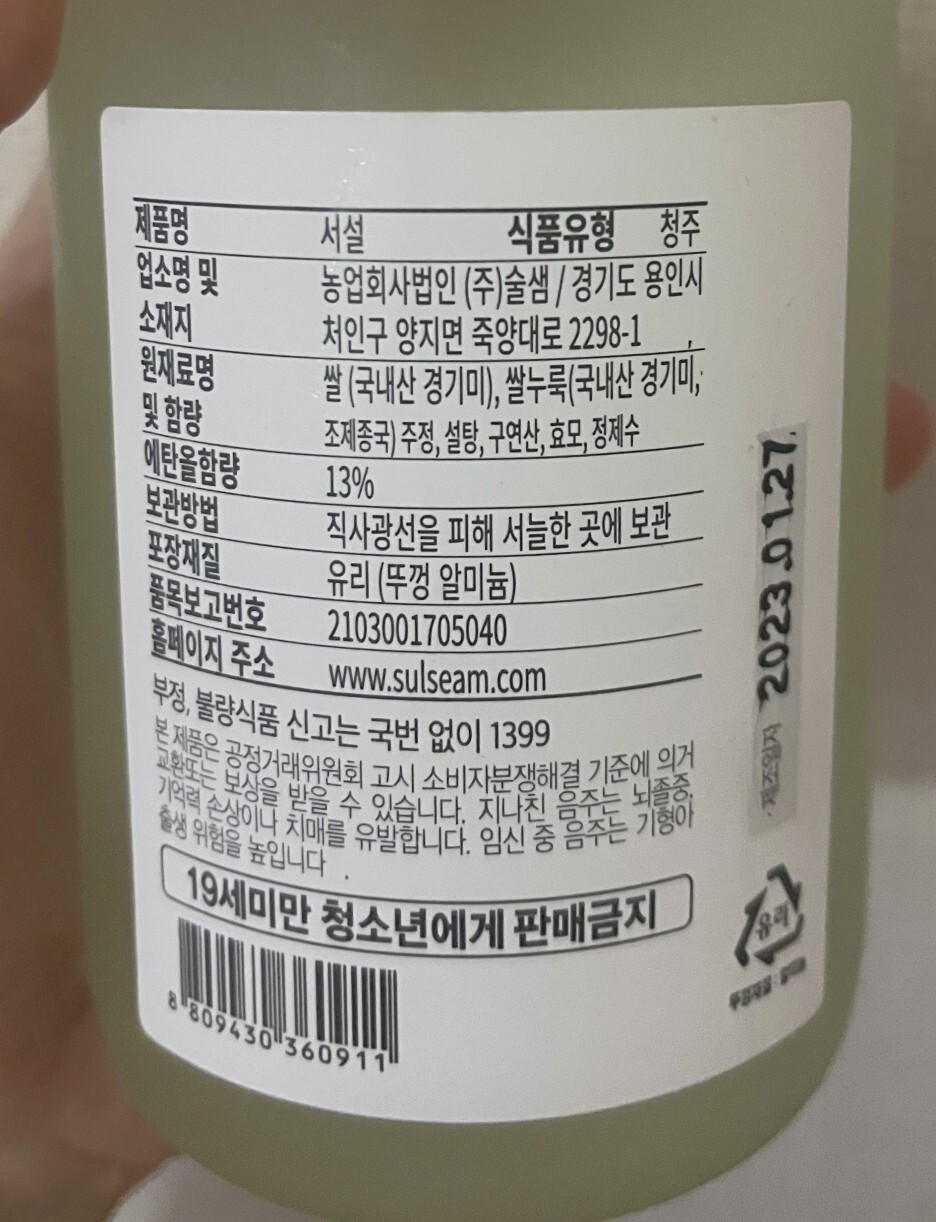 제품명 서설 식품유형 청주
업소명 및 농업회사법인 (주)술샘 / 경기도 용인시
소재지 처인구 양지면 죽양대로 2298-1
원재료명 쌀 (국내산 경기미), 쌀누룩(국내산 경기미,
및 함량 조제종국) 주정, 설탕, 구연산, 효모, 정제수
에탄올함량 13%
보관방법 직사광선을 피해 서늘한 곳에 보관
포장재질 유리 (뚜껑 알미늄)
품목보고번호 2103001705040
홈페이지 주소 www.sulseam.com
부정, 불량식품 신고는 국번 없이 1399
본 제품은 공정거래위원회 고시 소비자분쟁해결 기준에 의거
교환또는 보상을 받을 수 있습니다. 지나친 음주는 뇌졸중,
기억력 손상이나 치매를 유발합니다. 임신 중 음주는 기형아
출생 위험을 높입니다.
19세미만 청소년에게 판매금지
8 809430 360911
제조일자 2023.01.27.
유리